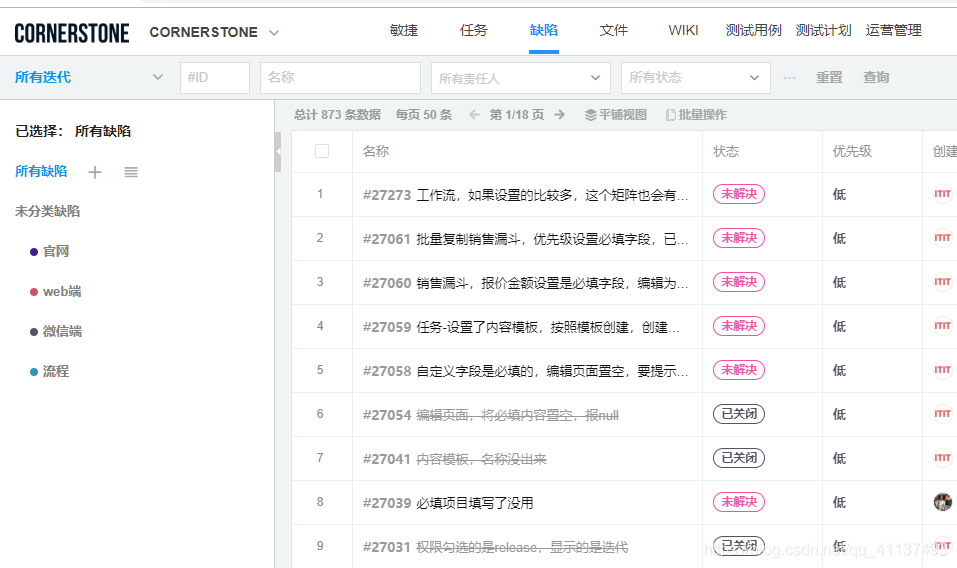 CORNERSTONE CORNERSTONE 敏捷 任务 缺陷 文件 WIKI 测试用例 测试计划 运营管理
所有迭代 #ID 名称 所有责任人 所有状态 ··· 重置 查询
总计 873 条数据 每页 50 条 第 1/18 页 平铺视图 批量操作
已选择： 所有缺陷
所有缺陷
未分类缺陷
官网
web端
微信端
流程
名称 状态 优先级 创建
1 #27273 工作流，如果设置的比较多，这个矩阵也会有... 未解决 低 ITIT
2 #27061 批量复制销售漏斗，优先级设置必填字段，已... 未解决 低 ITIT
3 #27060 销售漏斗，报价金额设置是必填字段，编辑为... 未解决 低 ITIT
4 #27059 任务-设置了内容模板，按照模板创建，创建... 未解决 低 ITIT
5 #27058 自定义字段是必填的，编辑页面置空，要提示... 未解决 低 ITIT
6 #27054 编辑页面，将必填内容置空，报null 已关闭 低 ITIT
7 #27041 内容模板，名称没出来 已关闭 低 ITIT
8 #27039 必填项目填写了没用 未解决 低
9 #27031 权限勾选的是release，显示的是迭代 已关闭 低 ITIT